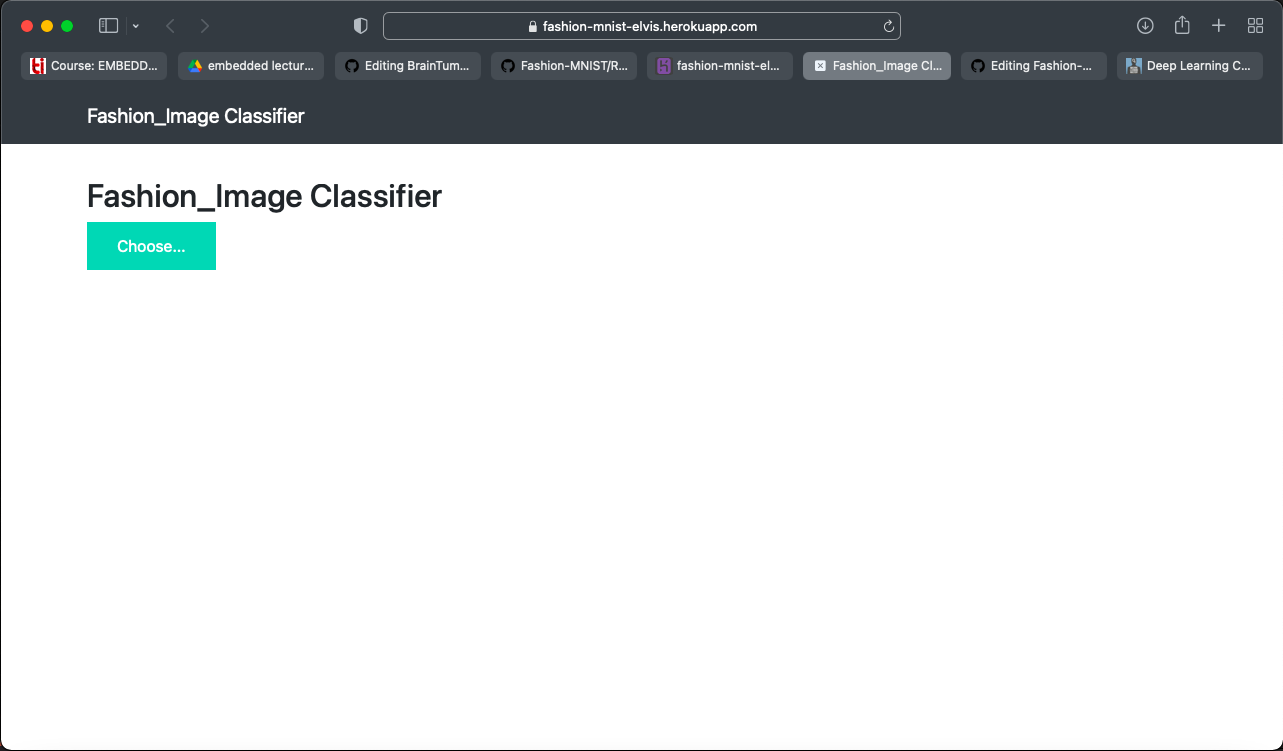 fashion-mnist-elvis.herokuapp.com
Course: EMBEDD...
embedded lectur...
Editing BrainTum...
Fashion-MNIST/R...
fashion-mnist-el...
Fashion_Image Cl...
Editing Fashion-...
Deep Learning C...
Fashion_Image Classifier
Fashion_Image Classifier
Choose...